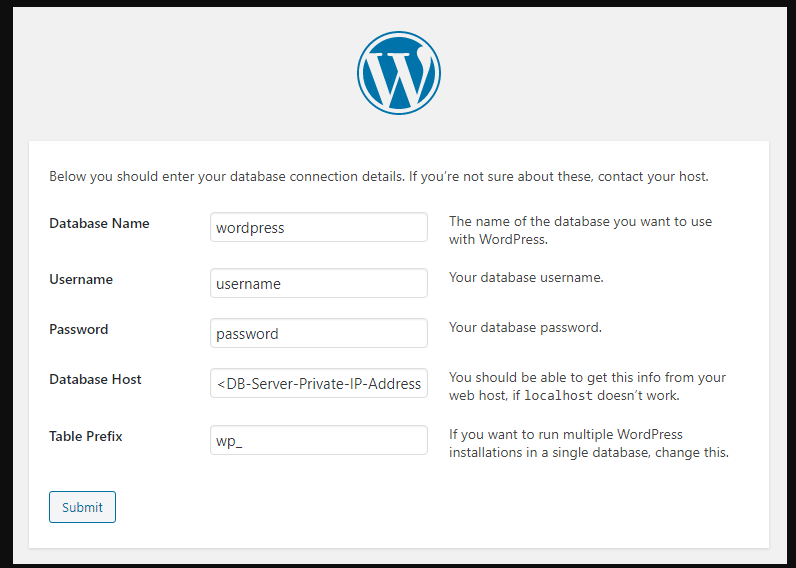 W
Below you should enter your database connection details. If you’re not sure about these, contact your host.
Database Name
wordpress
The name of the database you want to use
with WordPress.
Username
username
Your database username.
Password
password
Your database password.
Database Host
<DB-Server-Private-IP-Address
You should be able to get this info from your
web host, if localhost doesn’t work.
Table Prefix
wp_
If you want to run multiple WordPress
installations in a single database, change this.
Submit